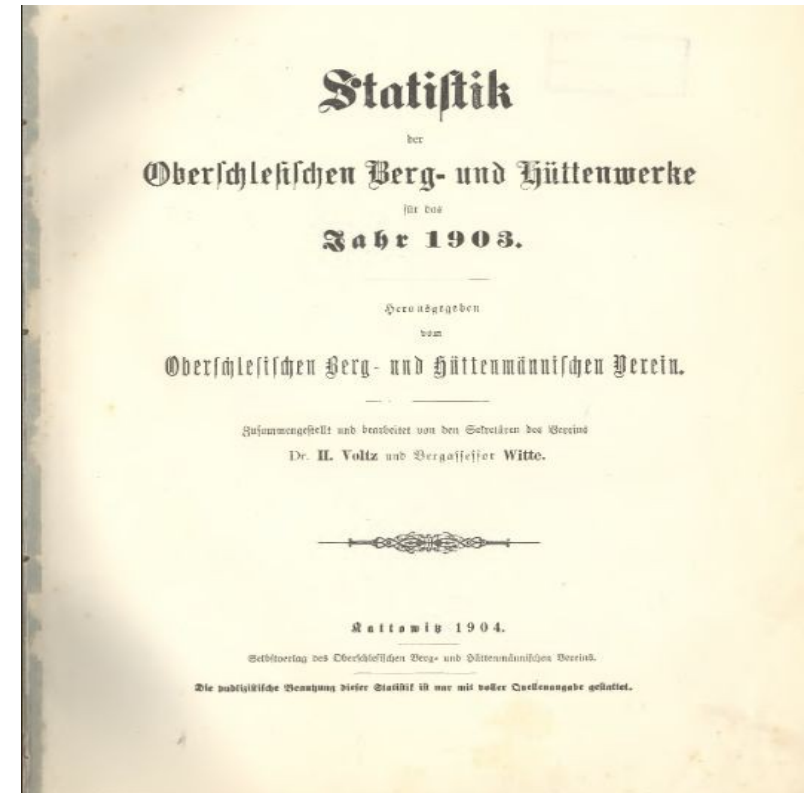 Statistik
der
Oberschlesischen Berg- und Hüttenwerke
für das
Jahr 1903.
Herausgegeben
vom
Oberschlesischen Berg- und Hüttenmännischen Verein.
Zusammengestellt und bearbeitet von den Sekretären des Vereins
Dr. H. Voltz und Bergassessor Witte.
Kattowitz 1904.
Selbstverlag des Oberschlesischen Berg- und Hüttenmännischen Vereins.
Die publizistische Benutzung dieser Statistik ist nur mit voller Quellenangabe gestattet.